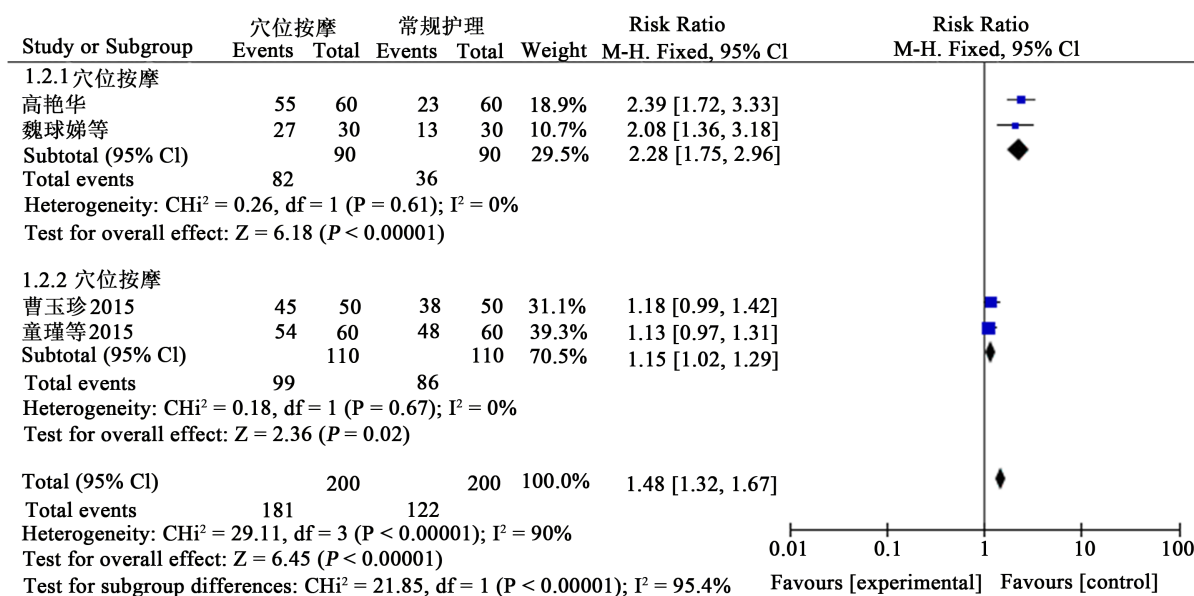 穴位按摩 常规护理 Risk Ratio Risk Ratio
Study or Subgroup Events Total Events Total Weight M-H. Fixed, 95% Cl M-H. Fixed, 95% Cl
1.2.1穴位按摩
高艳华 55 60 23 60 18.9% 2.39 [1.72, 3.33]
魏球娣等 27 30 13 30 10.7% 2.08 [1.36, 3.18]
Subtotal (95% Cl) 90 90 29.5% 2.28 [1.75, 2.96]
Total events 82 36
Heterogeneity: CHi² = 0.26, df = 1 (P = 0.61); I² = 0%
Test for overall effect: Z = 6.18 (P < 0.00001)
1.2.2 穴位按摩
曹玉珍2015 45 50 38 50 31.1% 1.18 [0.99, 1.42]
童瑾等2015 54 60 48 60 39.3% 1.13 [0.97, 1.31]
Subtotal (95% Cl) 110 110 70.5% 1.15 [1.02, 1.29]
Total events 99 86
Heterogeneity: CHi² = 0.18, df = 1 (P = 0.67); I² = 0%
Test for overall effect: Z = 2.36 (P = 0.02)
Total (95% Cl) 200 200 100.0% 1.48 [1.32, 1.67]
Total events 181 122
Heterogeneity: CHi² = 29.11, df = 3 (P < 0.00001); I² = 90%
Test for overall effect: Z = 6.45 (P < 0.00001)
Test for subgroup differences: CHi² = 21.85, df = 1 (P < 0.00001); I² = 95.4%
0.01 0.1 1 10 100
Favours [experimental] Favours [control]